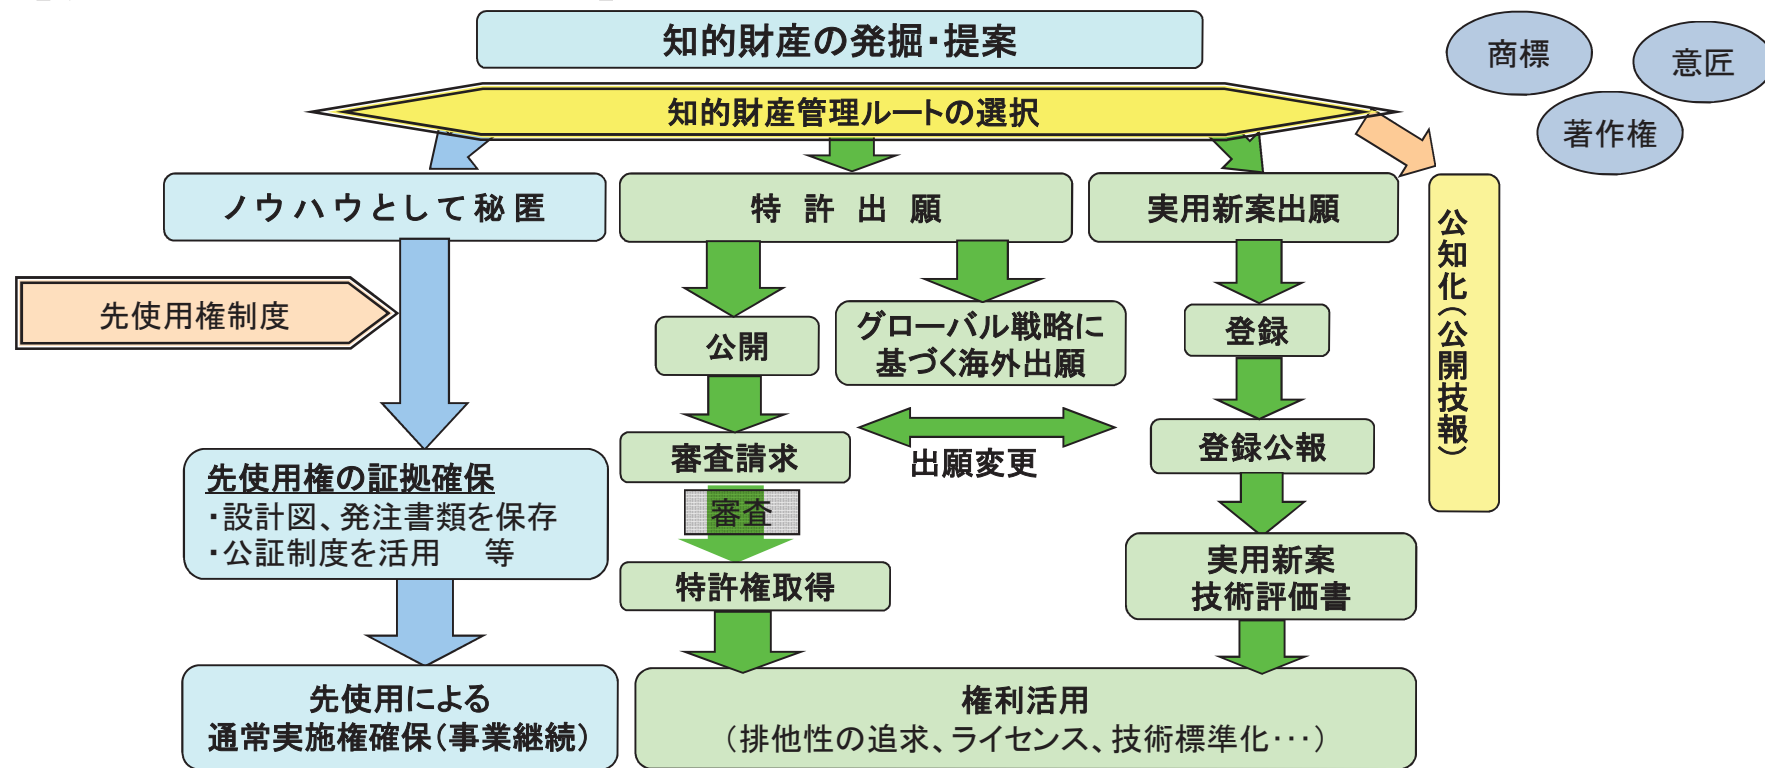 知的財産の発掘・提案
商標
意匠
著作権
知的財産管理ルートの選択
ノウハウとして秘匿
特許出願
実用新案出願
公知化(公開技報)
先使用権制度
公開
グローバル戦略に
基づく海外出願
登録
審査請求
出願変更
登録公報
先使用権の証拠確保
・設計図、発注書類を保存
・公証制度を活用　等
審査
特許権取得
実用新案
技術評価書
先使用による
通常実施権確保(事業継続)
権利活用
(排他性の追求、ライセンス、技術標準化・・・)